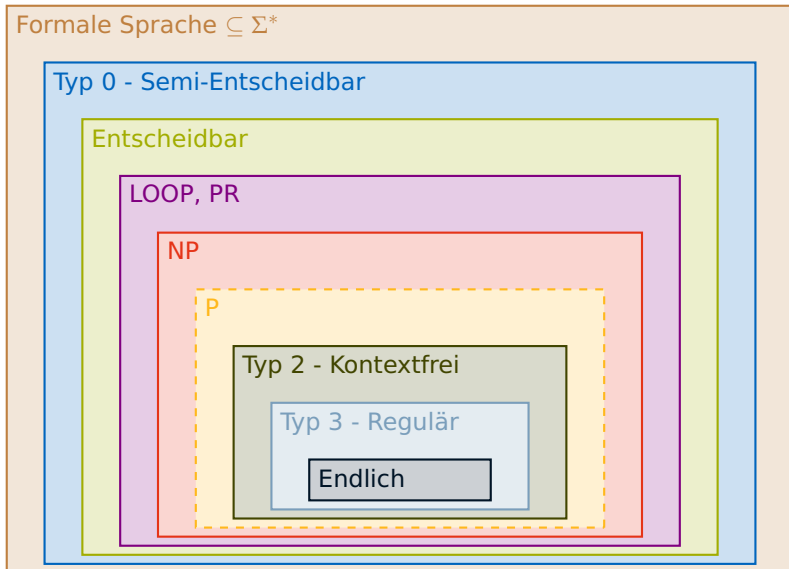 Formale Sprache ⊆ Σ*
Typ 0 - Semi-Entscheidbar
Entscheidbar
LOOP, PR
NP
P
Typ 2 - Kontextfrei
Typ 3 - Regulär
Endlich